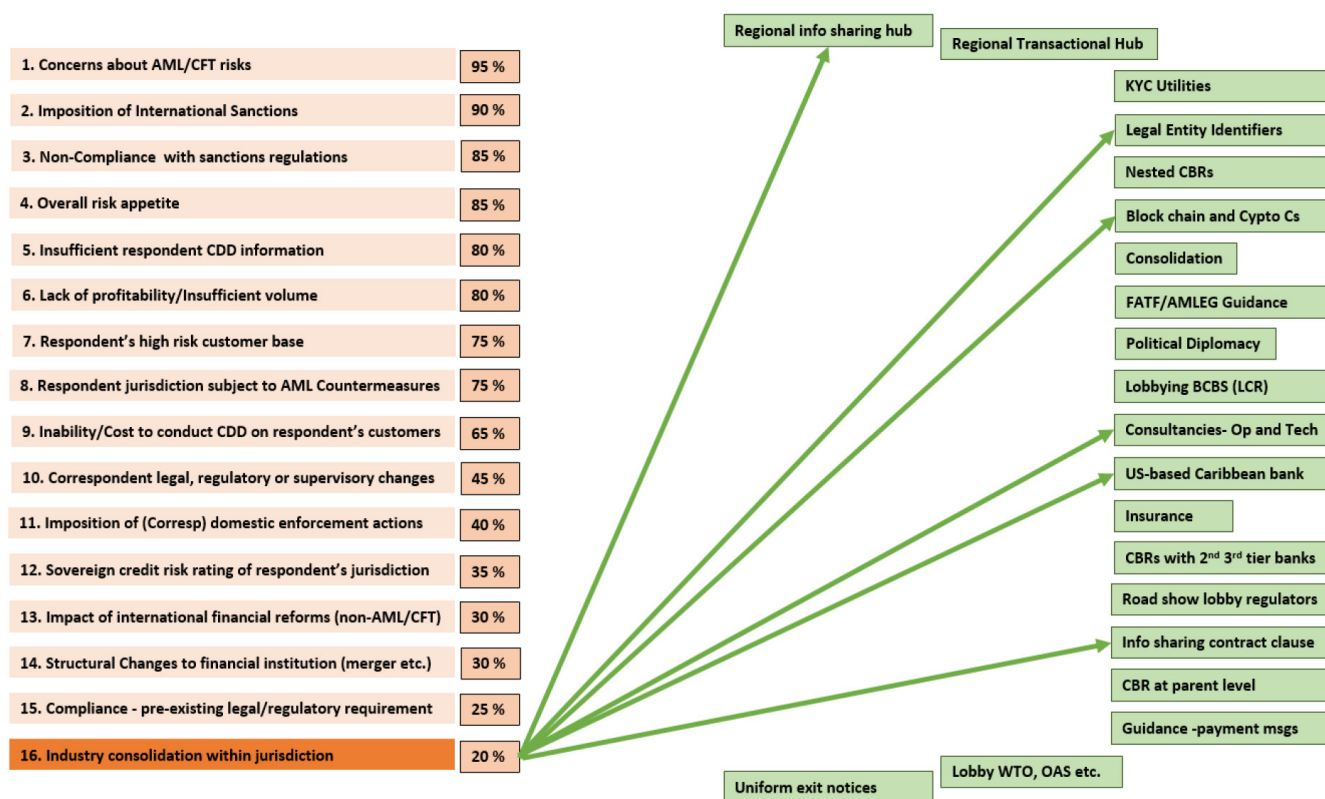 1. Concerns about AML/CFT risks
95 %
2. Imposition of International Sanctions
90 %
3. Non-Compliance with sanctions regulations
85 %
4. Overall risk appetite
85 %
5. Insufficient respondent CDD information
80 %
6. Lack of profitability/Insufficient volume
80 %
7. Respondent's high risk customer base
75 %
8. Respondent jurisdiction subject to AML Countermeasures
75 %
9. Inability/Cost to conduct CDD on respondent's customers
65 %
10. Correspondent legal, regulatory or supervisory changes
45 %
11. Imposition of (Corresp) domestic enforcement actions
40 %
12. Sovereign credit risk rating of respondent's jurisdiction
35 %
13. Impact of international financial reforms (non-AML/CFT)
30 %
14. Structural Changes to financial institution (merger etc.)
30 %
15. Compliance - pre-existing legal/regulatory requirement
25 %
16. Industry consolidation within jurisdiction
20 %
Regional info sharing hub
Regional Transactional Hub
KYC Utilities
Legal Entity Identifiers
Nested CBRs
Block chain and Cypto Cs
Consolidation
FATF/AMLEG Guidance
Political Diplomacy
Lobbying BCBS (LCR)
Consultancies- Op and Tech
US-based Caribbean bank
Insurance
CBRs with 2nd 3rd tier banks
Road show lobby regulators
Info sharing contract clause
CBR at parent level
Guidance -payment msgs
Lobby WTO, OAS etc.
Uniform exit notices